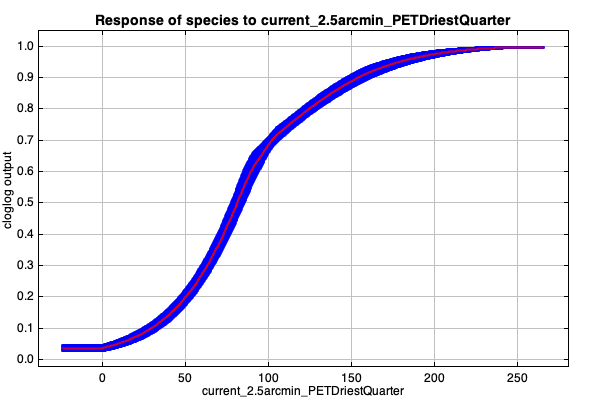 Response of species to current_2.5arcmin_PETDriestQuarter
1.0
0.9
0.8
0.7
0.6
0.5
0.4
0.3
0.2
0.1
0.0
cloglog output
0 50 100 150 200 250
current_2.5arcmin_PETDriestQuarter